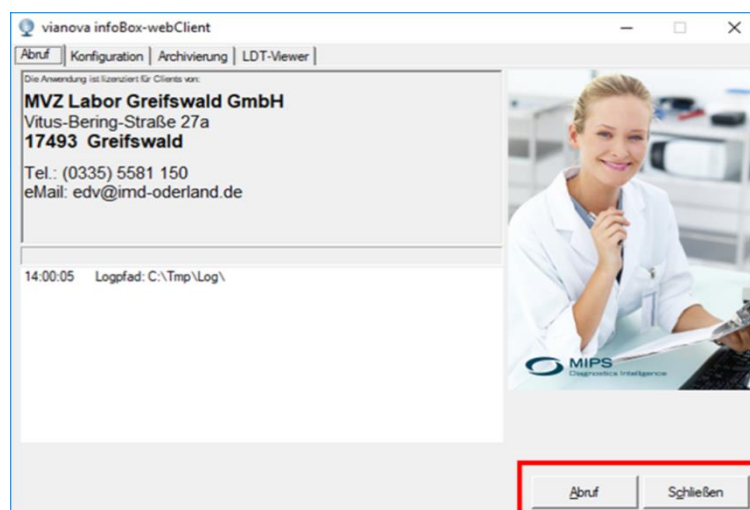 vianova infoBox-webClient
Abruf Konfiguration Archivierung LDT-Viewer
Die Anwendung ist lizenziert für Clients von:
MVZ Labor Greifswald GmbH
Vitus-Bering-Straße 27a
17493 Greifswald
Tel.: (0335) 5581 150
eMail: edv@imd-oderland.de
14:00:05 Logpfad: C:\Tmp\Log\
MIPS
Diagnostics Intelligence
Abruf Schließen